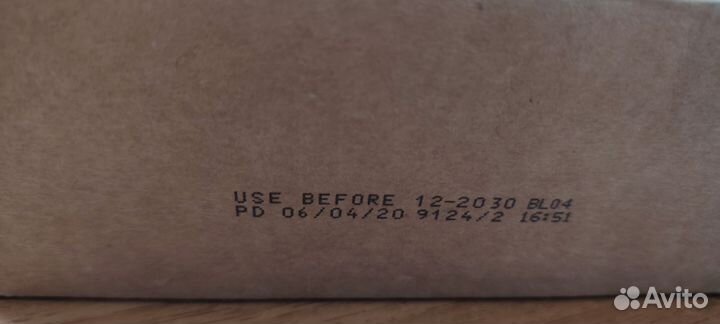 USE BEFORE 12-2030 BL04
PD 06/04/20 9124/2 16:51
Avito